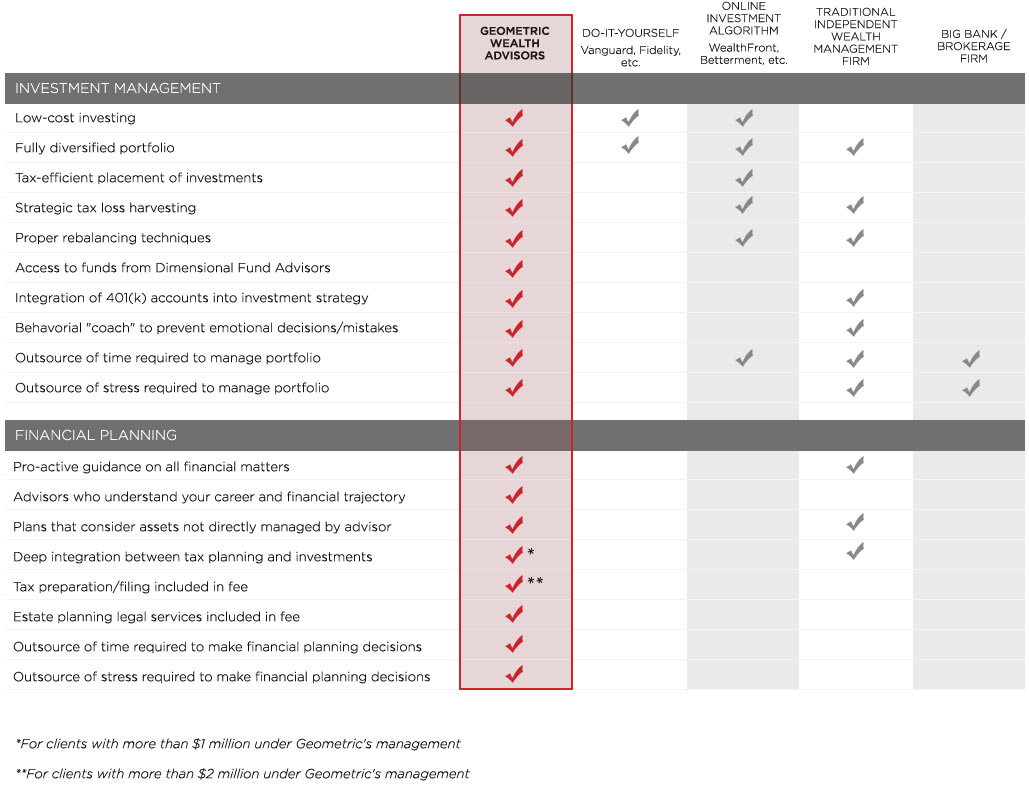 GEOMETRIC
WEALTH
ADVISORS
DO-IT-YOURSELF
Vanguard, Fidelity,
etc.
ONLINE
INVESTMENT
ALGORITHM
WealthFront,
Betterment, etc.
TRADITIONAL
INDEPENDENT
WEALTH
MANAGEMENT
FIRM
BIG BANK /
BROKERAGE
FIRM
INVESTMENT MANAGEMENT
Low-cost investing
Fully diversified portfolio
Tax-efficient placement of investments
Strategic tax loss harvesting
Proper rebalancing techniques
Access to funds from Dimensional Fund Advisors
Integration of 401(k) accounts into investment strategy
Behavorial "coach" to prevent emotional decisions/mistakes
Outsource of time required to manage portfolio
Outsource of stress required to manage portfolio
FINANCIAL PLANNING
Pro-active guidance on all financial matters
Advisors who understand your career and financial trajectory
Plans that consider assets not directly managed by advisor
Deep integration between tax planning and investments *
Tax preparation/filing included in fee **
Estate planning legal services included in fee
Outsource of time required to make financial planning decisions
Outsource of stress required to make financial planning decisions
*For clients with more than $1 million under Geometric's management
**For clients with more than $2 million under Geometric's management